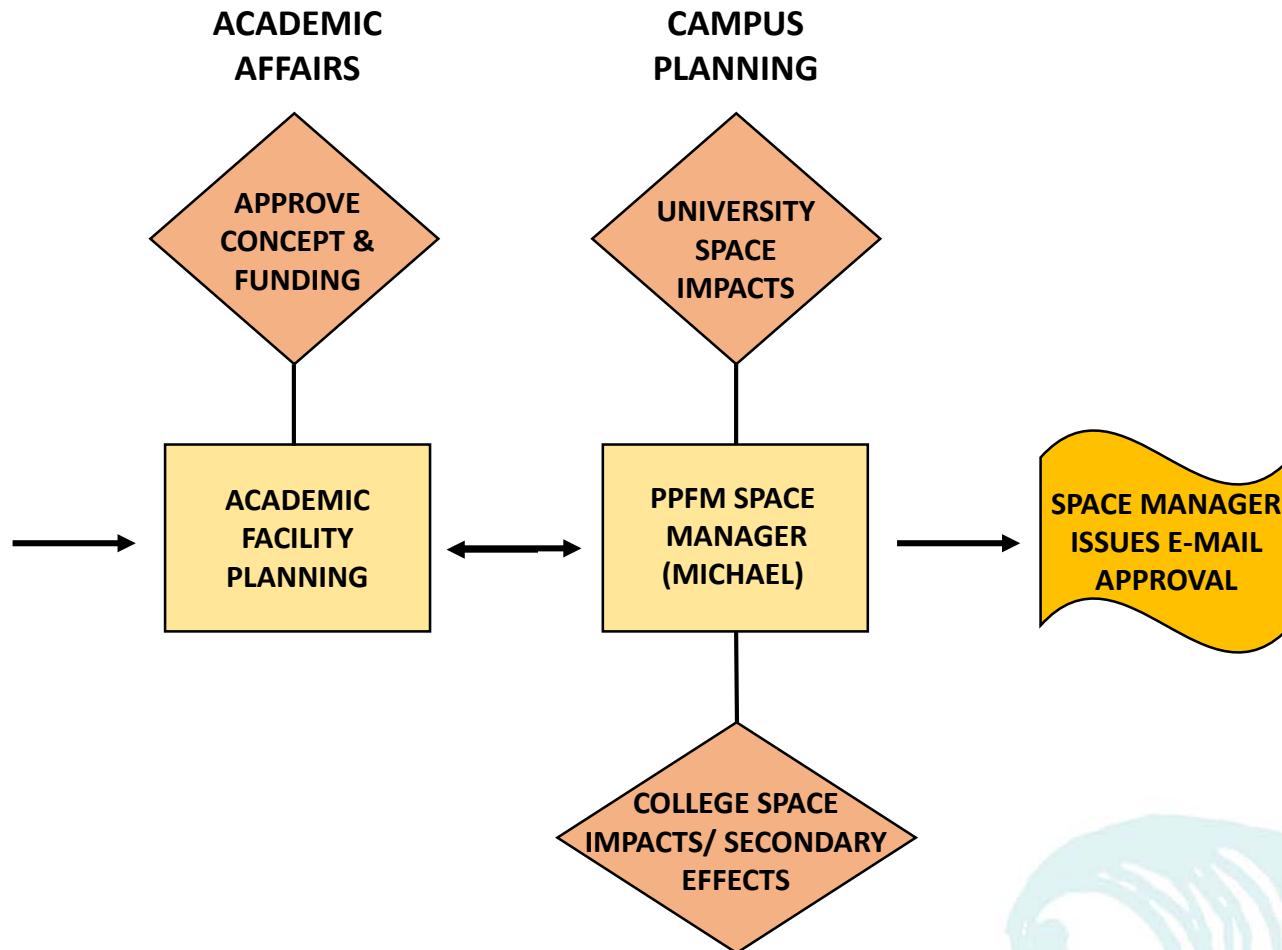 ACADEMIC
AFFAIRS
CAMPUS
PLANNING
APPROVE
CONCEPT &
FUNDING
UNIVERSITY
SPACE
IMPACTS
ACADEMIC
FACILITY
PLANNING
PPFM SPACE
MANAGER
(MICHAEL)
SPACE MANAGER
ISSUES E-MAIL
APPROVAL
COLLEGE SPACE
IMPACTS/ SECONDARY
EFFECTS